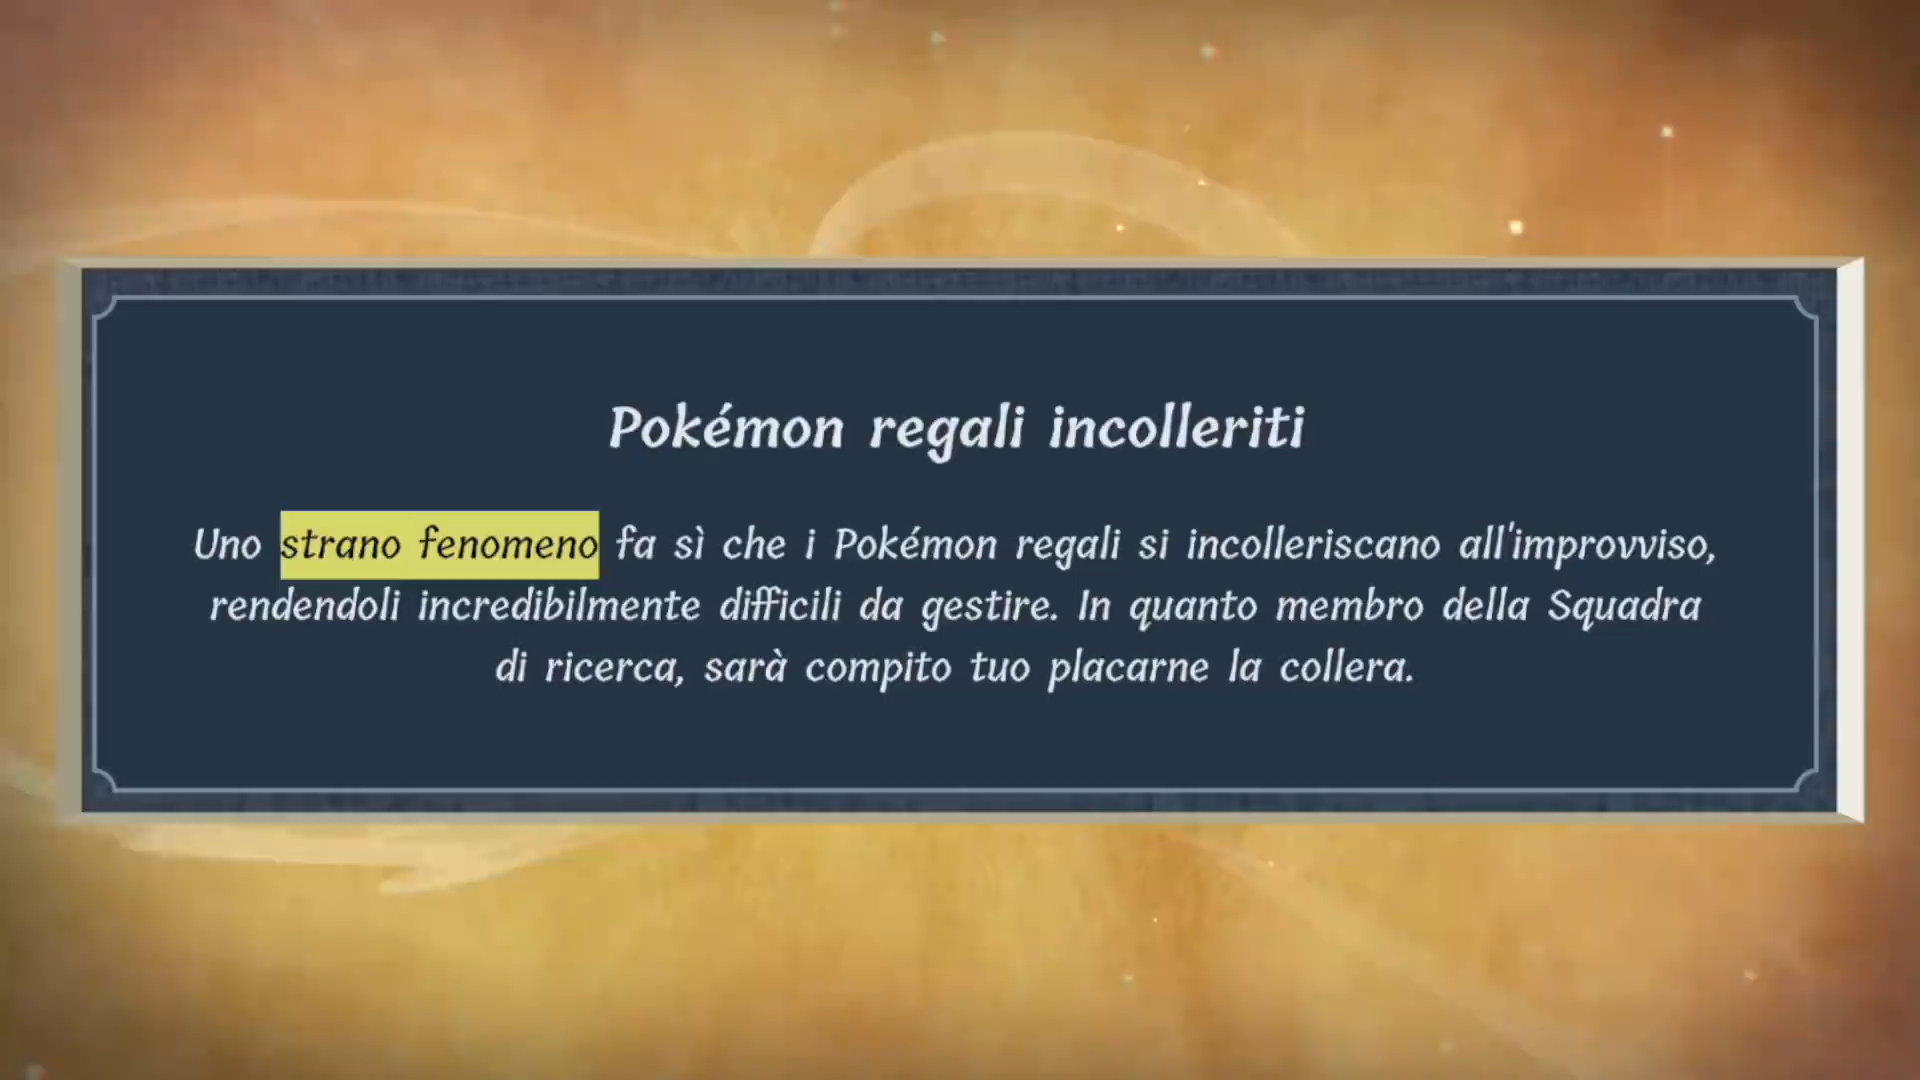 Pokémon regali incolleriti
Uno strano fenomeno fa sì che i Pokémon regali si incolleriscano all'improvviso,
rendendoli incredibilmente difficili da gestire. In quanto membro della Squadra
di ricerca, sarà compito tuo placarne la collera.